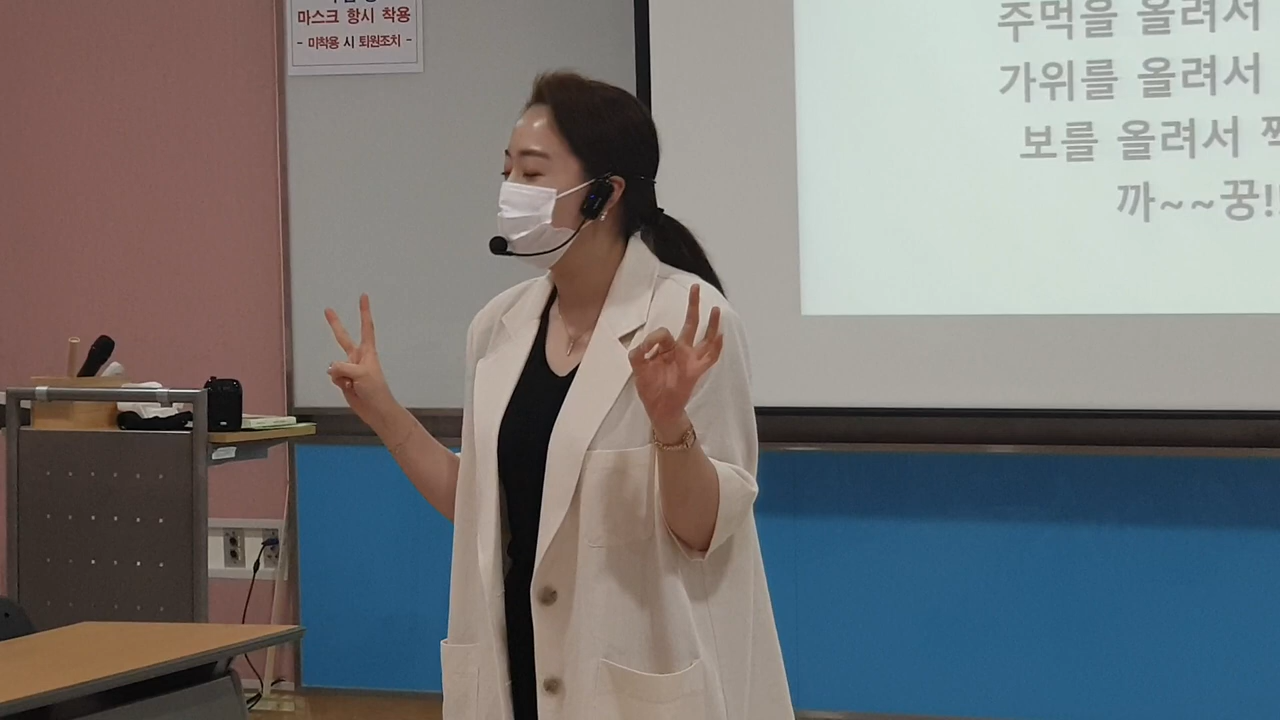 마스크 항시 착용
- 미착용 시 퇴원조치 -
주먹을 올려서
가위를 올려서
보를 올려서
까~~꿍!